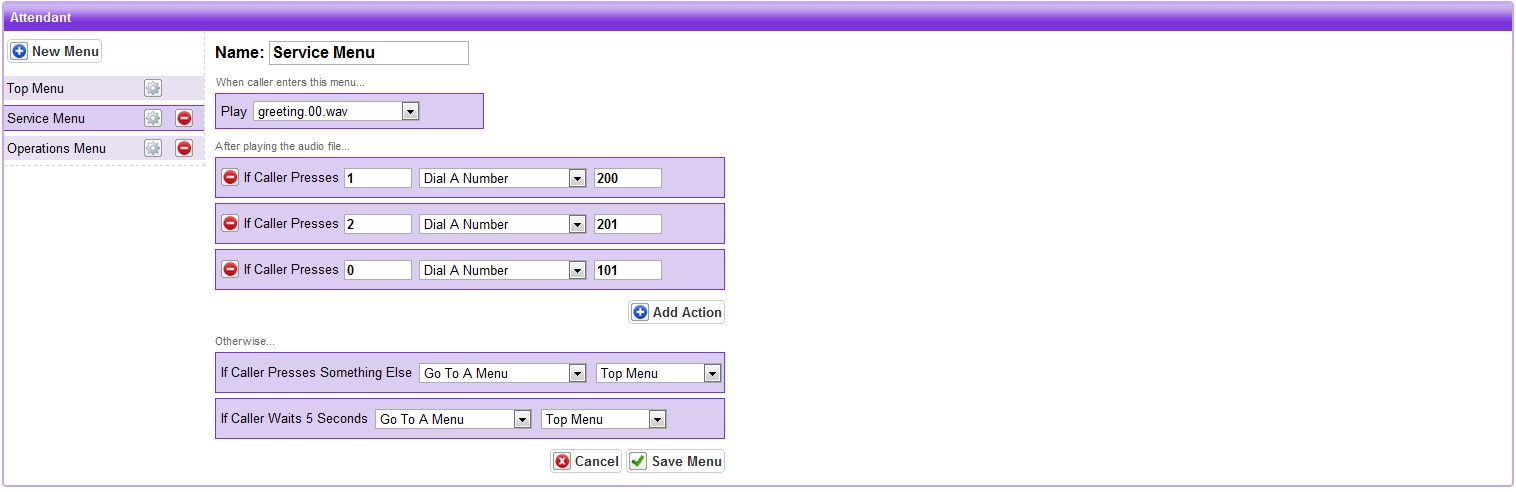 Attendant
New Menu
Top Menu
Service Menu
Operations Menu
Name: Service Menu
When caller enters this menu...
Play greeting.00.wav
After playing the audio file...
If Caller Presses 1 Dial A Number 200
If Caller Presses 2 Dial A Number 201
If Caller Presses 0 Dial A Number 101
Add Action
Otherwise...
If Caller Presses Something Else Go To A Menu Top Menu
If Caller Waits 5 Seconds Go To A Menu Top Menu
Cancel Save Menu